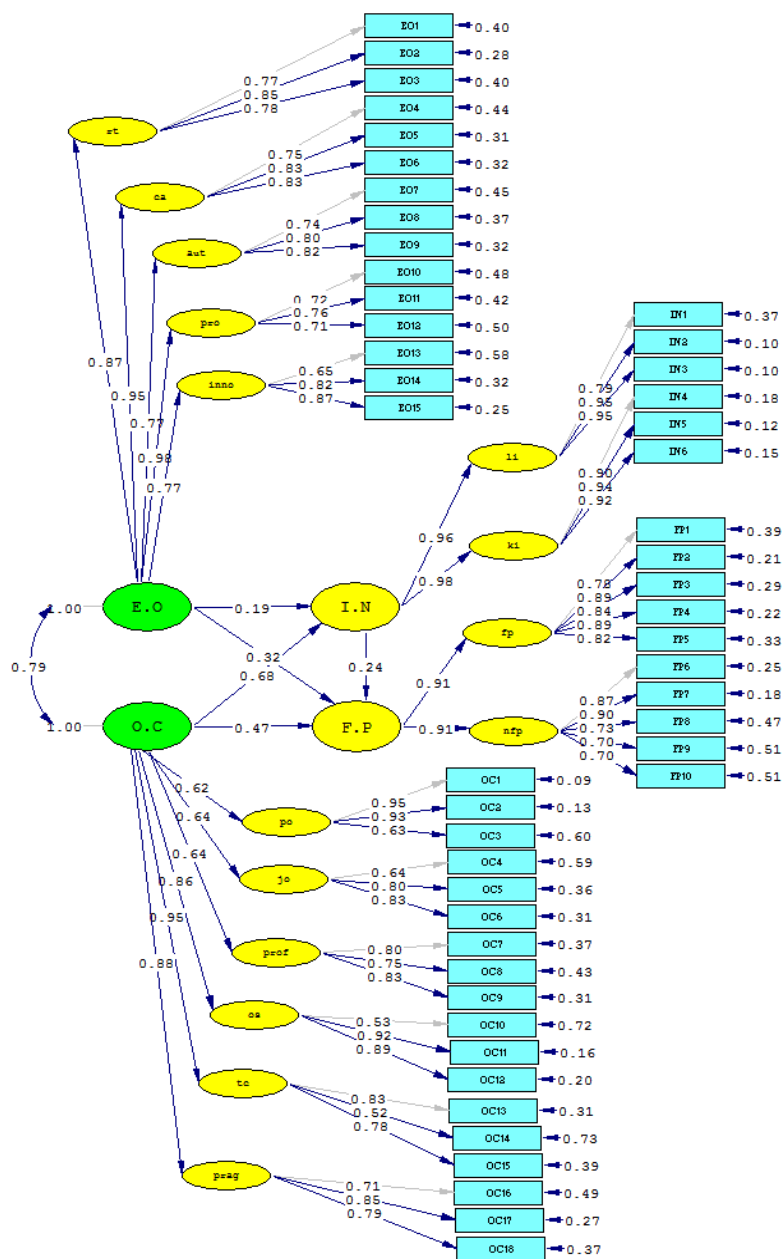 EO1 0.40
EO2 0.28
0.77
EO3 0.40
0.85
0.78
EO4 0.44
rt
EO5 0.31
0.75
EO6 0.32
0.83
0.83
EO7 0.45
ca
EO8 0.37
0.74
0.80
EO9 0.32
aut
0.82
EO10 0.48
0.72
EO11 0.42
0.76
pro
0.71
EO12 0.50
IN1 0.37
EO13 0.58
IN2 0.10
0.87
0.65
IN3 0.10
inno
0.82
EO14 0.32
0.87
0.79
IN4 0.18
0.95
EO15 0.25
0.95
0.95
IN5 0.12
0.77
IN6 0.15
li
0.98
0.90
0.77
0.94
0.92
FP1 0.39
0.96
ki
FP2 0.21
0.98
0.78
FP3 0.29
0.89
1.00 E.O 0.19 I.N
0.84
FP4 0.22
0.89
fp
0.82
FP5 0.33
0.32
0.24
FP6 0.25
0.79
0.68
0.91
FP7 0.18
0.87
0.90
1.00 O.C 0.47 F.P 0.91 nfp
0.73
FP8 0.47
0.70
FP9 0.51
0.70
FP10 0.51
OC1 0.09
0.62
0.95
OC2 0.13
po
0.93
0.64
0.63
OC3 0.60
0.64
OC4 0.59
0.64
jo
0.80
OC5 0.36
0.86
0.83
OC6 0.31
0.95
OC7 0.37
prof
0.80
0.75
OC8 0.43
0.88
0.83
OC9 0.31
os
0.53
OC10 0.72
0.92
OC11 0.16
0.89
OC12 0.20
tc
0.83
OC13 0.31
0.52
OC14 0.73
0.78
OC15 0.39
prag
0.71
OC16 0.49
0.85
OC17 0.27
0.79
OC18 0.37